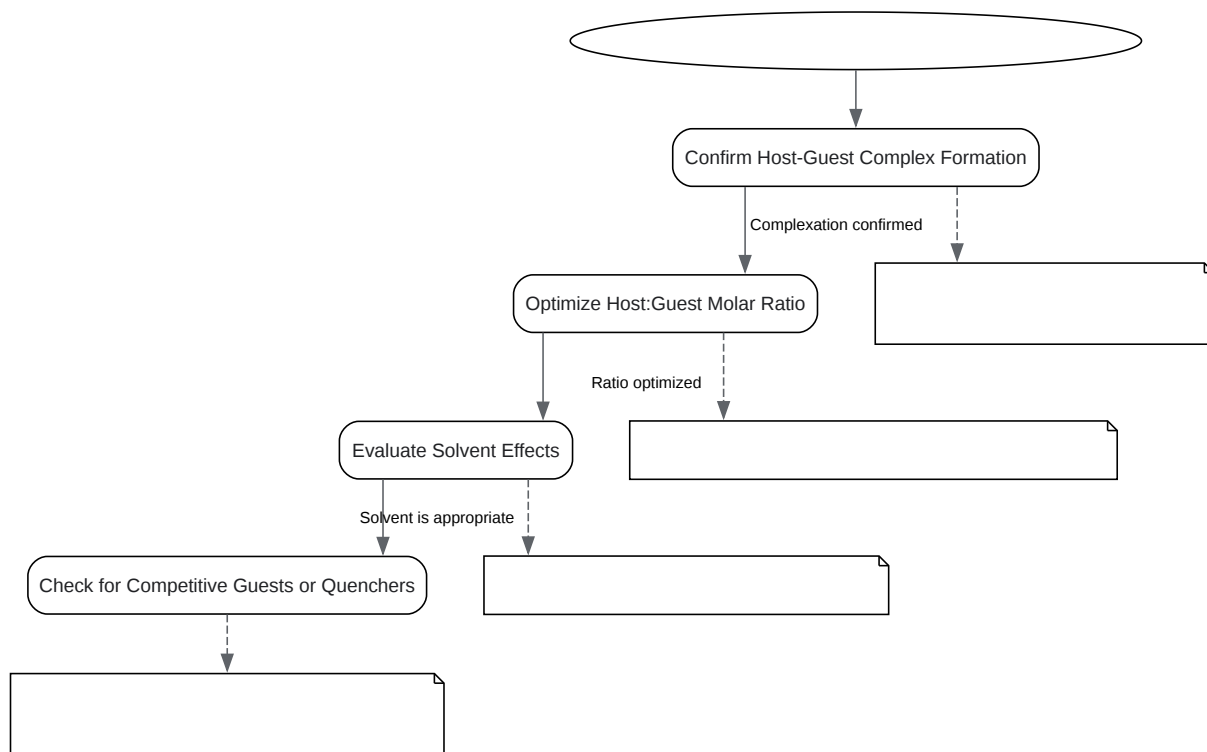 Confirm Host-Guest Complex Formation
Complexation confirmed
Optimize Host:Guest Molar Ratio
Ratio optimized
Evaluate Solvent Effects
Solvent is appropriate
Check for Competitive Guests or Quenchers